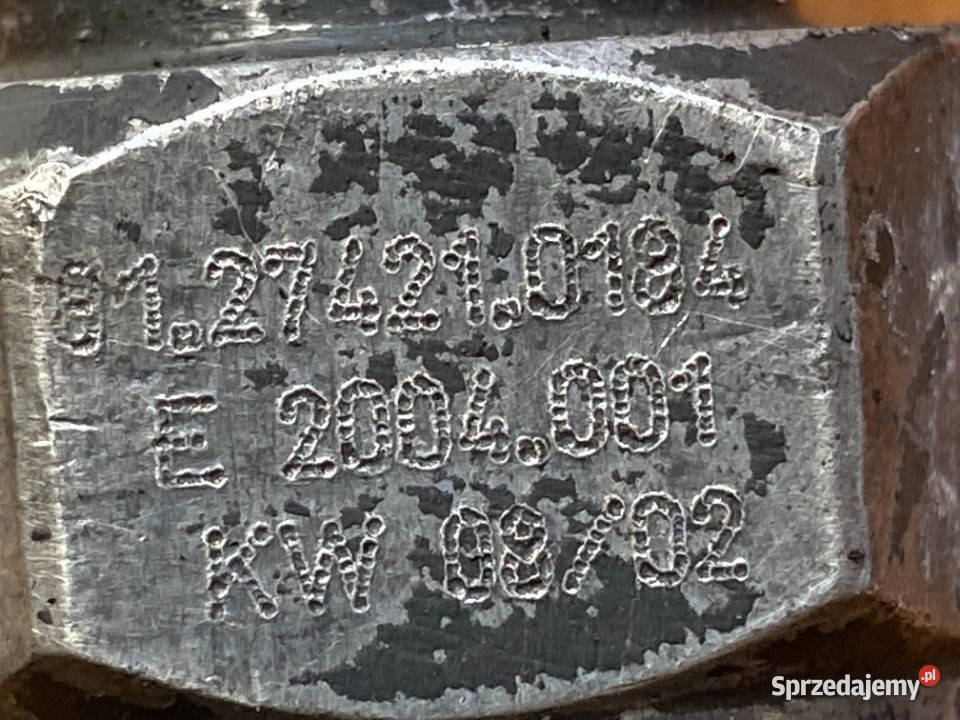 81.27421.0184
E 2004.001
KW 08/02
Sprzedajemy.pl